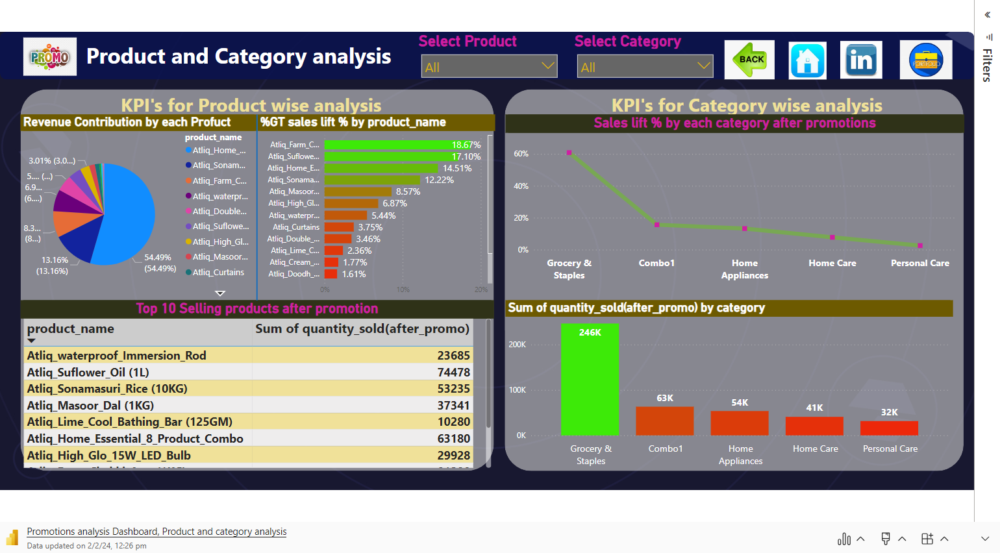 PROMO
Product and Category analysis
Select Product
All
Select Category
All
BACK
in
PORTFOLIO
Filters
KPI's for Product wise analysis
Revenue Contribution by each Profuct
product_name
Atliq_Home_...
Atliq_Sonam...
Atliq_Farm_C...
Atliq_waterpr...
Atliq_Double...
Atliq_Suflowe...
Atliq_High_Gl...
Atliq_Masoor...
Atliq_Curtains
3.01% (3.0...)
5.... (...)
6.9...
(6....)
8.3...
(8...)
13.16%
(13.16%)
54.49%
(54.49%)
%GT sales lift % by product_name
Atliq_Farm_C... 18.67%
Atliq_Suflowe... 17.10%
Atliq_Home_E... 14.51%
Atliq_Sonama... 12.22%
Atliq_Masoor... 8.57%
Atliq_High_Gl... 6.87%
Atliq_waterpr... 5.44%
Atliq_Curtains 3.75%
Atliq_Double_... 3.46%
Atliq_Lime_C... 2.36%
Atliq_Cream_... 1.77%
Atliq_Doodh_... 1.61%
0% 10% 20%
Top 10 Selling products after promotion
product_name Sum of quantity_sold(after_promo)
Atliq_waterproof_Immersion_Rod 23685
Atliq_Suflower_Oil (1L) 74478
Atliq_Sonamasuri_Rice (10KG) 53235
Atliq_Masoor_Dal (1KG) 37341
Atliq_Lime_Cool_Bathing_Bar (125GM) 10280
Atliq_Home_Essential_8_Product_Combo 63180
Atliq_High_Glo_15W_LED_Bulb 29928
KPI's for Category wise analysis
Sales lift % by each category after promotions
60%
40%
20%
0%
Grocery & Staples
Combo1
Home Appliances
Home Care
Personal Care
Sum of quantity_sold(after_promo) by category
200K
100K
0K
246K
63K
54K
41K
32K
Grocery & Staples
Combo1
Home Appliances
Home Care
Personal Care
Promotions analysis Dashboard, Product and category analysis
Data updated on 2/2/24, 12:26 pm